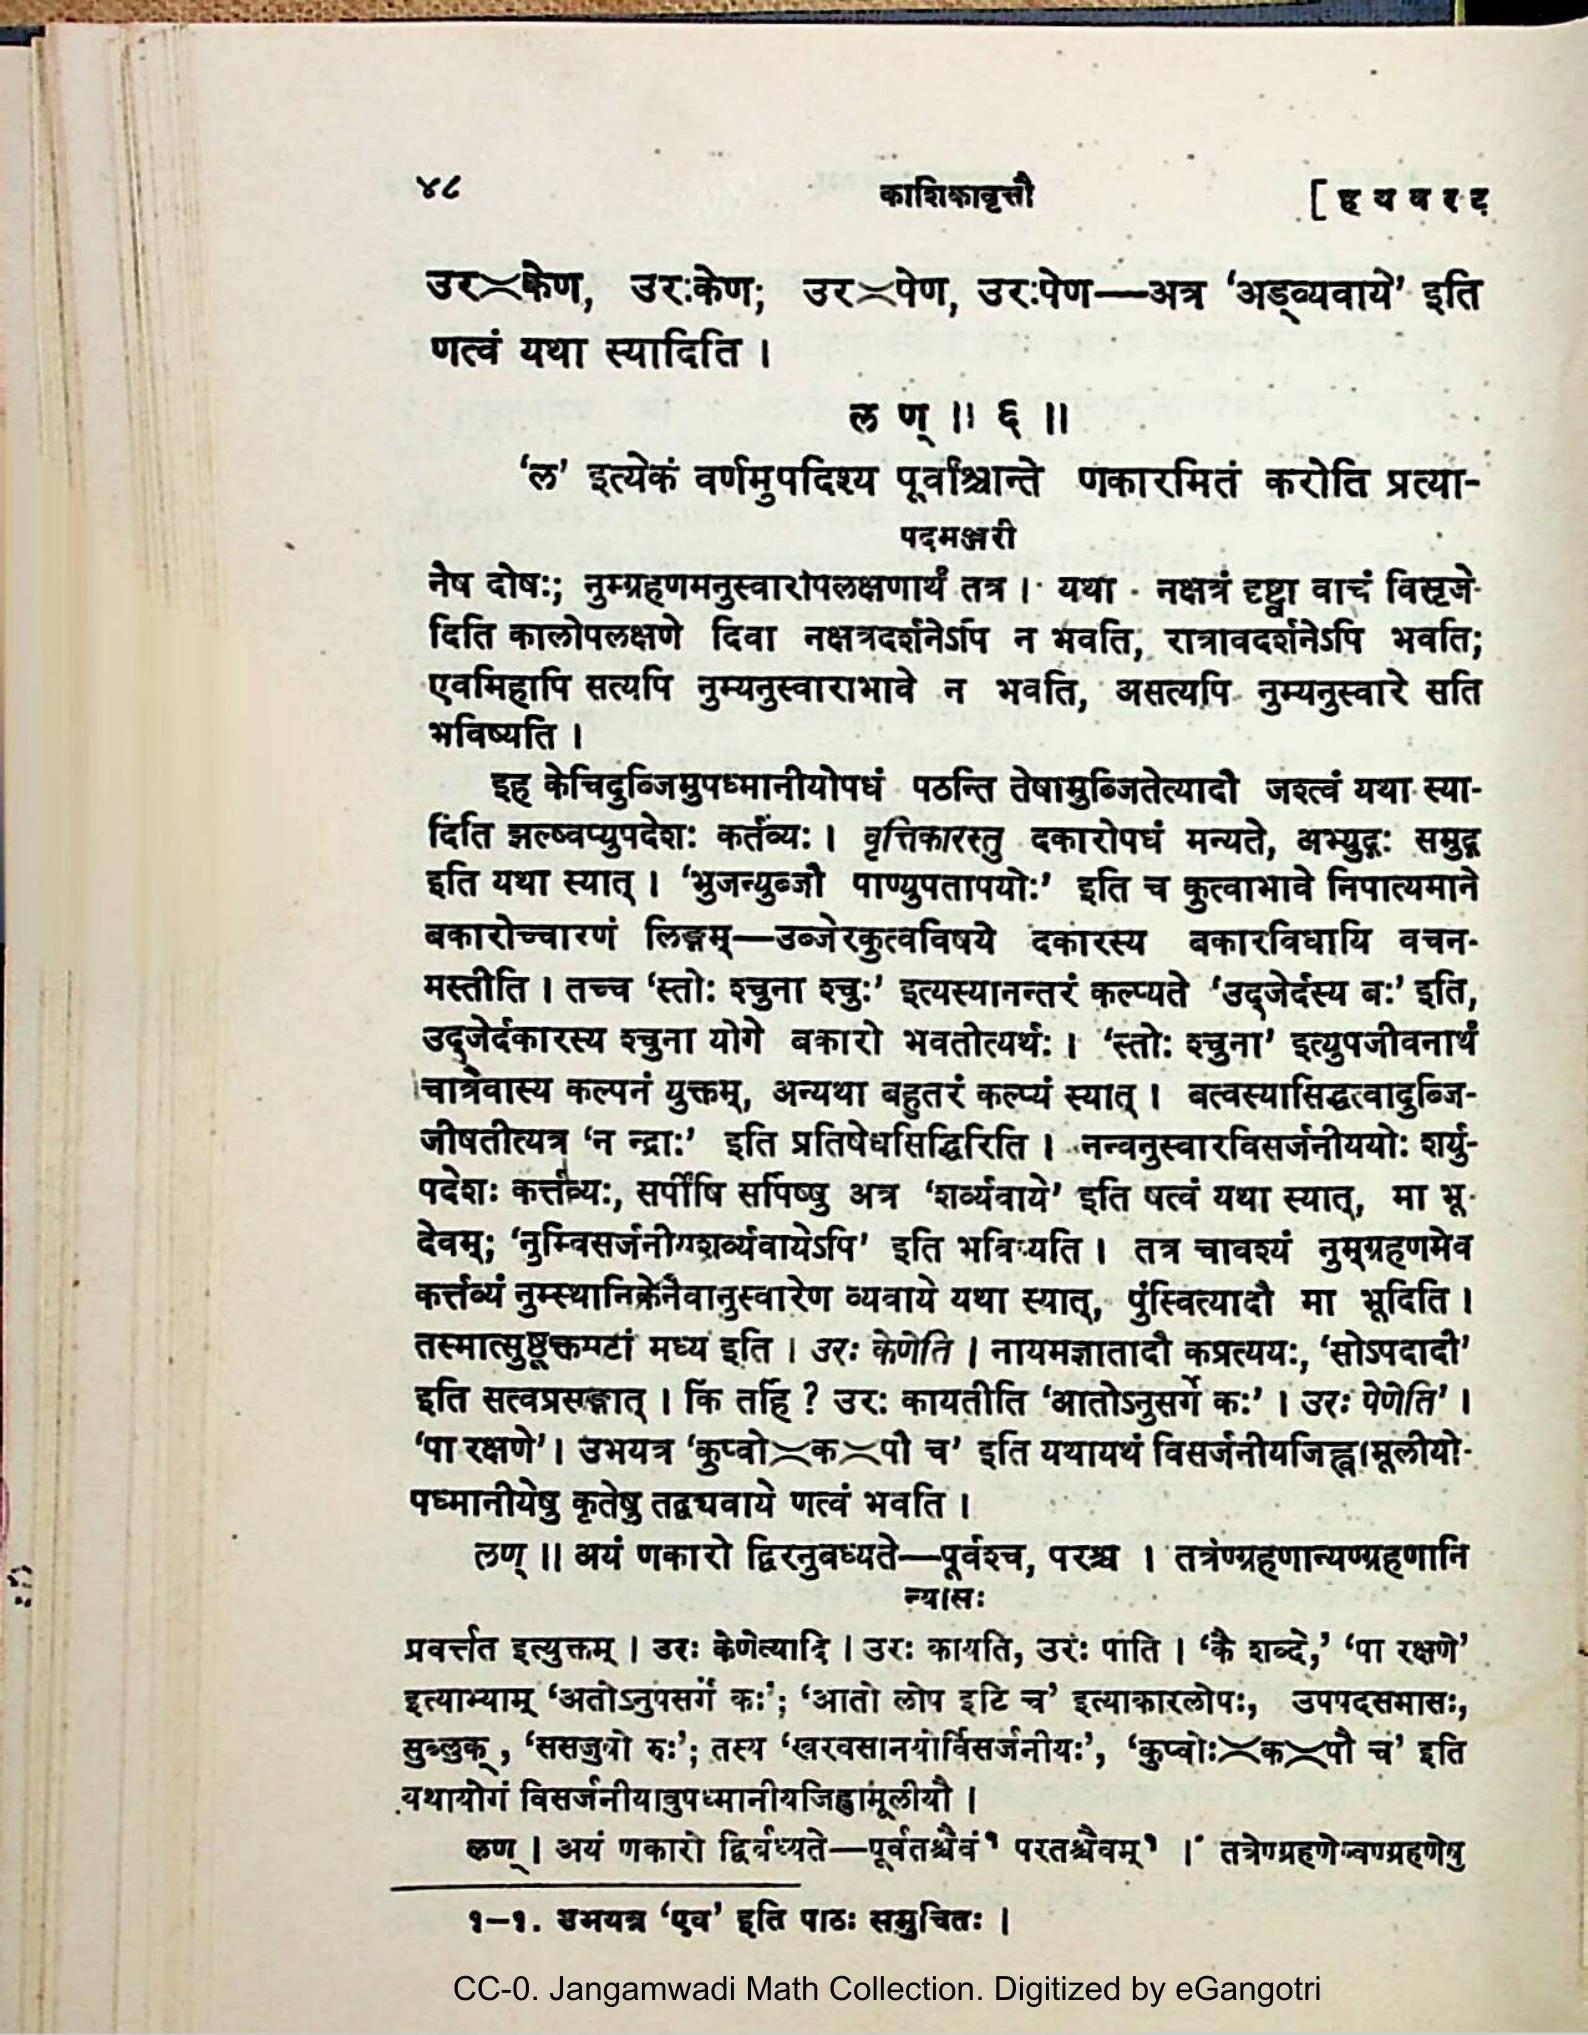 ४८ काशिकावृत्तौ [ ह य व र ट्
उरᳵकेण, उरःकेण; उरᳶपेण, उरःपेण—अत्र ‘अड्व्यवाये’ इति
णत्वं यथा स्यादिति ।
ल ण् ॥ ६ ॥
‘ल’ इत्येकं वर्णमुपदिश्य पूर्वांश्चान्ते णकारमितं करोति प्रत्या-
पदमञ्जरी
नैष दोषः; नुम्ग्रहणमनुस्वारोपलक्षणार्थं तत्र । यथा नक्षत्रं दृष्ट्वा वाचं विसृजे-
दिति कालोपलक्षणे दिवा नक्षत्रदर्शनेऽपि न भवति, रात्रावदर्शनेऽपि भवति;
एवमिहापि सत्यपि नुम्यनुस्वाराभावे न भवति, असत्यपि नुम्यनुस्वारे सति
भविष्यति ।
इह केचिदुब्जिमुपध्मानीयोपधं पठन्ति तेषामुब्जितेत्यादौ जश्त्वं यथा स्या-
दिति झल्ष्वप्युपदेशः कर्तव्यः । वृत्तिकारस्तु दकारोपधं मन्यते, अभ्युद्गः समुद्ग
इति यथा स्यात् । ‘भुजन्युब्जौ पाण्युपतापयोः’ इति च कुत्वाभावे निपात्यमाने
बकारोच्चारणं लिङ्गम्—उब्जेरकुत्वविषये दकारस्य बकारविधायि वचन-
मस्तीति । तच्च ‘स्तोः श्चुना श्चुः’ इत्यस्यानन्तरं कल्प्यते ‘उद्जेर्दस्य बः’ इति,
उद्जेर्दकारस्य श्चुना योगे बकारो भवतीत्यर्थः । ‘स्तोः श्चुना’ इत्युपजीवनार्थं
चात्रैवास्य कल्पनं युक्तम्, अन्यथा बहुतरं कल्प्यं स्यात् । बत्वस्यासिद्धत्वादुब्जि-
जीषतीत्यत्र ‘न न्द्राः’ इति प्रतिषेधसिद्धिरिति । नन्वनुस्वारविसर्जनीययोः शर्यु-
पदेशः कर्त्तव्यः, सर्पींषि सर्पिष्षु अत्र ‘शर्व्यवाये’ इति षत्वं यथा स्यात्, मा भू-
देवम्; ‘नुम्विसर्जनीयशर्व्यवायेऽपि’ इति भविष्यति । तत्र चावश्यं नुम्ग्रहणमेव
कर्त्तव्यं नुम्स्थानिकेनैवानुस्वारेण व्यवाये यथा स्यात्, पुंस्वित्यादौ मा भूदिति ।
तस्मात्सुष्ठूक्तमटां मध्य इति । उरः केणेति । नायमज्ञातादौ कप्रत्ययः, ‘सोऽपदादौ’
इति सत्वप्रसङ्गात् । किं तर्हि ? उरः कायतीति ‘आतोऽनुसर्गे कः’ । उरः पेणेति’ ।
‘पा रक्षणे’ । उभयत्र ‘कुप्वोᳵकᳶपौ च’ इति यथायथं विसर्जनीयजिह्वामूलीयो-
पध्मानीयेषु कृतेषु तद्व्यवाये णत्वं भवति ।
लण् ॥ अयं णकारो द्विरनुबध्यते—पूर्वश्च, परश्च । तत्रेण्ग्रहणान्यण्ग्रहणानि
न्यासः
प्रवर्त्तत इत्युक्तम् । उरः केणेत्यादि । उरः कायति, उरः पाति । ‘कै शब्दे,’ ‘पा रक्षणे’
इत्याभ्याम् ‘अतोऽनुपसर्गे कः’; ‘आतो लोप इटि च’ इत्याकारलोपः, उपपदसमासः,
सुब्लुक्, ‘ससजुषो रुः’; तस्य ‘खरवसानयोर्विसर्जनीयः’, ‘कुप्वोःᳵकᳶपौ च’ इति
यथायोगं विसर्जनीयावुपध्मानीयजिह्वामूलीयौ ।
लण् । अयं णकारो द्विर्बध्यते—पूर्वतश्चैवं१ परतश्चैवम्१ । तत्रेण्ग्रहणेष्वण्ग्रहणेषु
१–१. उभयत्र ‘एव’ इति पाठः समुचितः ।
CC-0. Jangamwadi Math Collection. Digitized by eGangotri